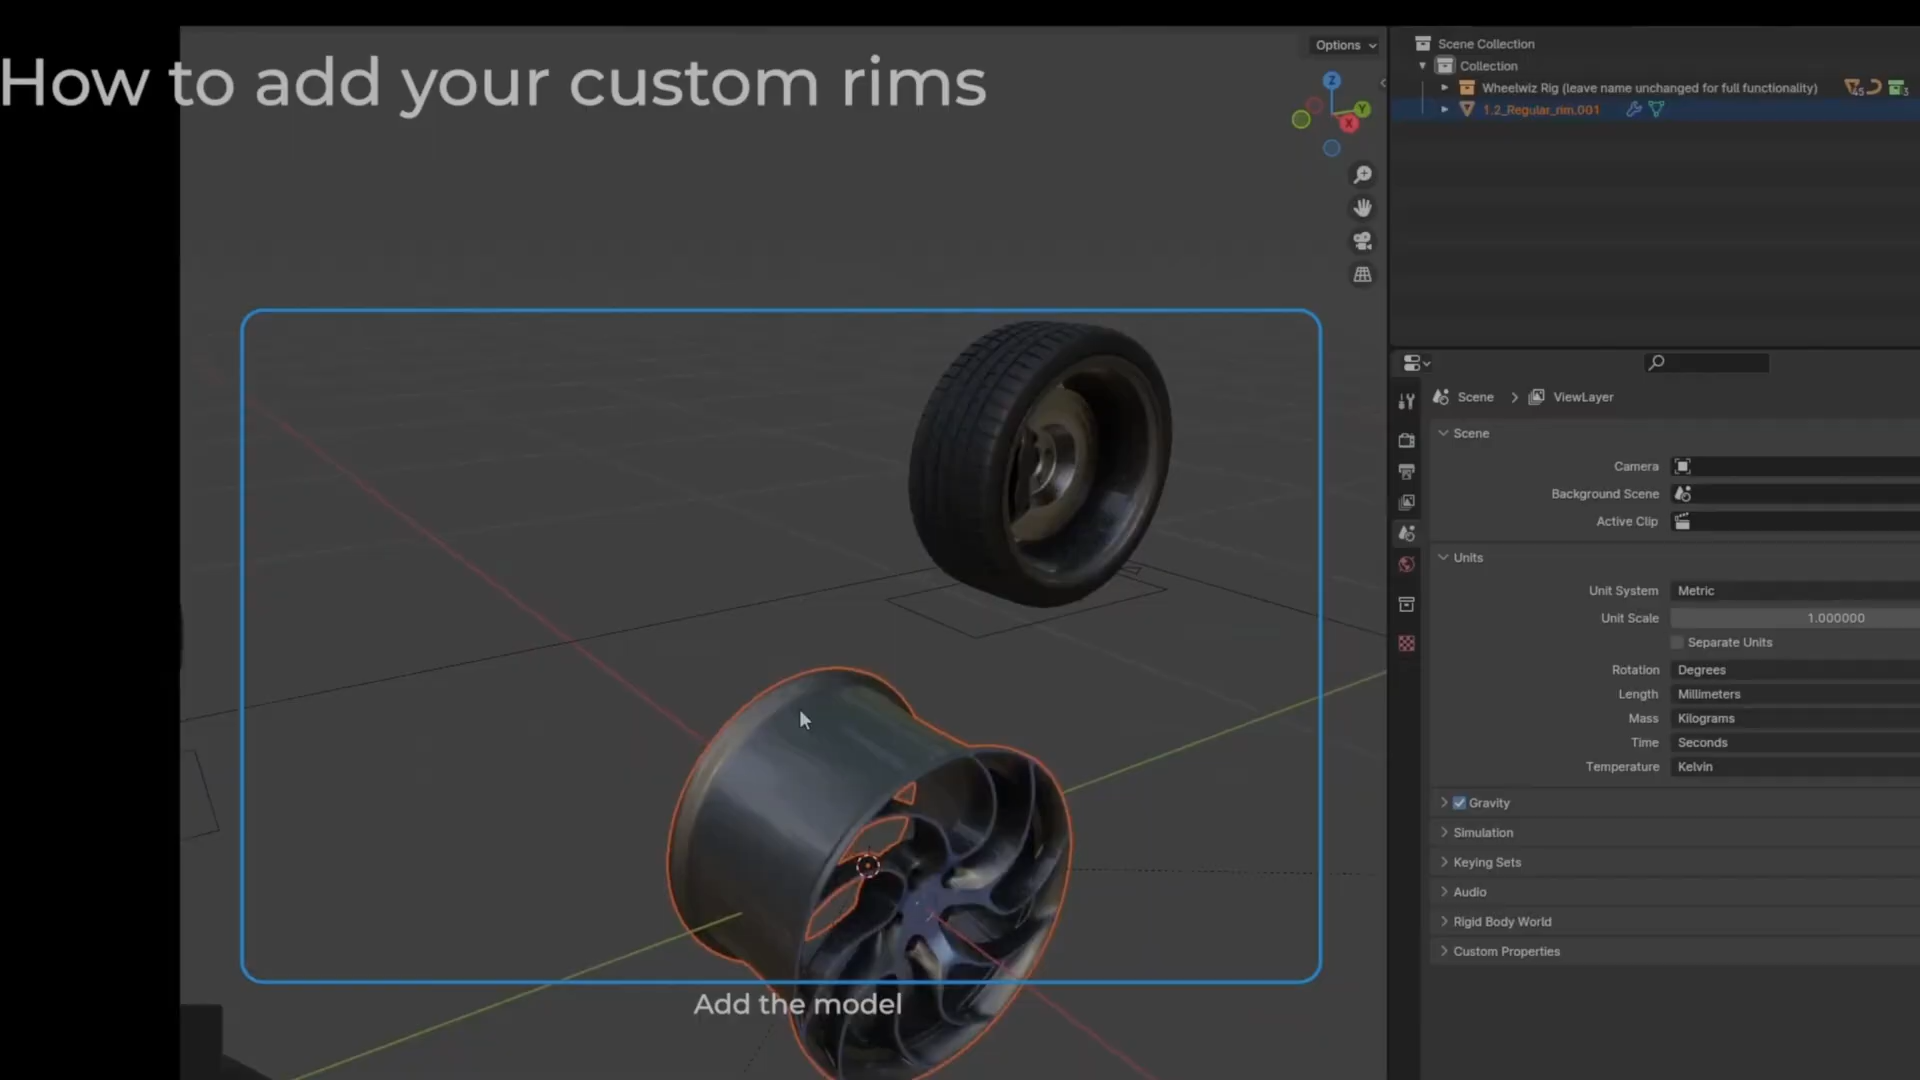 How to add your custom rims
Options
Z
Y
X
Add the model
Scene Collection
Collection
Wheelwiz Rig (leave name unchanged for full functionality)
45
3
1.2_Regular_rim.001
Scene
ViewLayer
Scene
Camera
Background Scene
Active Clip
Units
Unit System
Metric
Unit Scale
1.000000
Separate Units
Rotation
Degrees
Length
Millimeters
Mass
Kilograms
Time
Seconds
Temperature
Kelvin
Gravity
Simulation
Keying Sets
Audio
Rigid Body World
Custom Properties